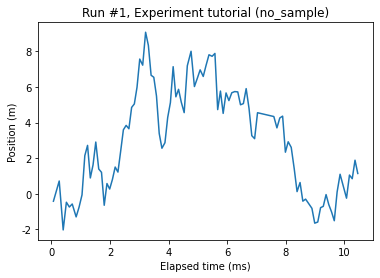 Run #1, Experiment tutorial (no_sample)
Position (m)
8
6
4
2
0
-2
0 2 4 6 8 10
Elapsed time (ms)